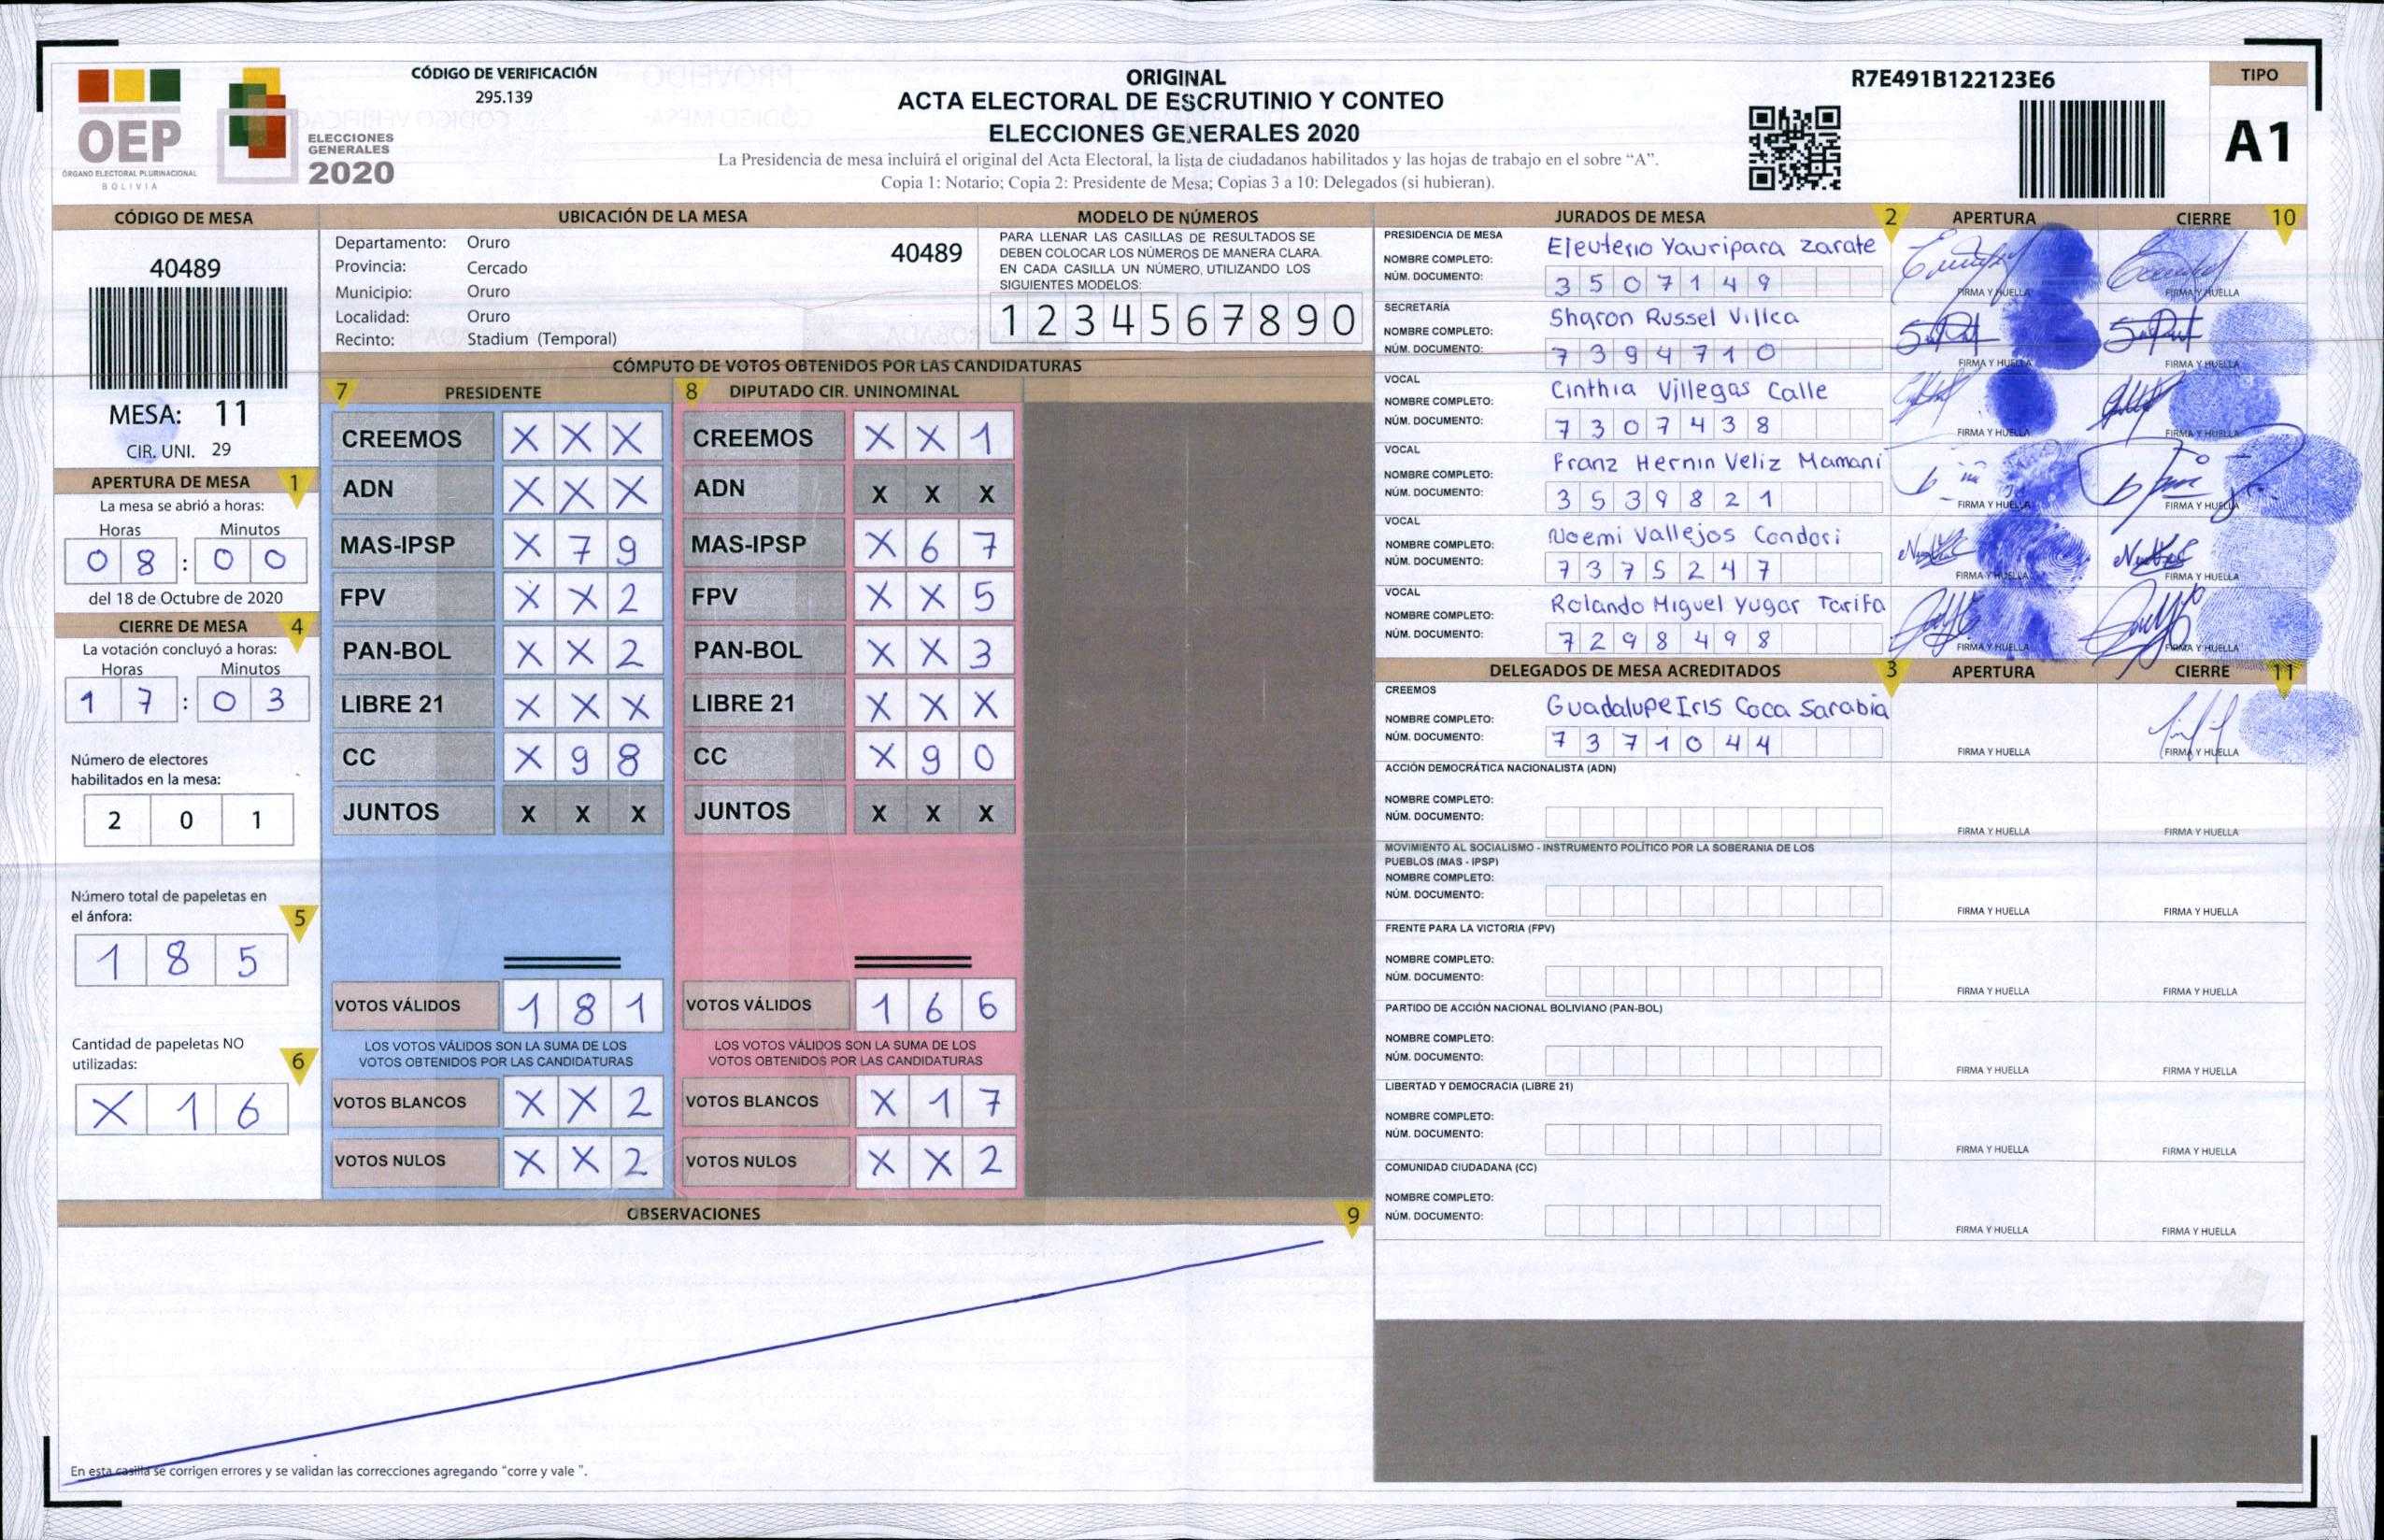 OEP
ÓRGANO ELECTORAL PLURINACIONAL
BOLIVIA
ELECCIONES
GENERALES
2020
CÓDIGO DE VERIFICACIÓN
295.139
ORIGINAL
ACTA ELECTORAL DE ESCRUTINIO Y CONTEO
ELECCIONES GENERALES 2020
La Presidencia de mesa incluirá el original del Acta Electoral, la lista de ciudadanos habilitados y las hojas de trabajo en el sobre “A”.
Copia 1: Notario; Copia 2: Presidente de Mesa; Copias 3 a 10: Delegados (si hubieran).
R7E491B122123E6
TIPO
A1
CÓDIGO DE MESA
40489
MESA: 11
CIR. UNI. 29
APERTURA DE MESA 1
La mesa se abrió a horas:
Horas Minutos
0 8 : 0 0
del 18 de Octubre de 2020
CIERRE DE MESA 4
La votación concluyó a horas:
Horas Minutos
1 7 : 0 3
Número de electores
habilitados en la mesa:
2 0 1
Número total de papeletas en
el ánfora: 5
1 8 5
Cantidad de papeletas NO
utilizadas: 6
X 1 6
UBICACIÓN DE LA MESA
Departamento: Oruro 40489
Provincia: Cercado
Municipio: Oruro
Localidad: Oruro
Recinto: Stadium (Temporal)
MODELO DE NÚMEROS
PARA LLENAR LAS CASILLAS DE RESULTADOS SE
DEBEN COLOCAR LOS NÚMEROS DE MANERA CLARA.
EN CADA CASILLA UN NÚMERO, UTILIZANDO LOS
SIGUIENTES MODELOS:
1 2 3 4 5 6 7 8 9 0
CÓMPUTO DE VOTOS OBTENIDOS POR LAS CANDIDATURAS
7 PRESIDENTE
CREEMOS X X X
ADN X X X
MAS-IPSP X 7 9
FPV X X 2
PAN-BOL X X 2
LIBRE 21 X X X
CC X 9 8
JUNTOS X X X
VOTOS VÁLIDOS 1 8 1
LOS VOTOS VÁLIDOS SON LA SUMA DE LOS
VOTOS OBTENIDOS POR LAS CANDIDATURAS
VOTOS BLANCOS X X 2
VOTOS NULOS X X 2
8 DIPUTADO CIR. UNINOMINAL
CREEMOS X X 1
ADN X X X
MAS-IPSP X 6 7
FPV X X 5
PAN-BOL X X 3
LIBRE 21 X X X
CC X 9 0
JUNTOS X X X
VOTOS VÁLIDOS 1 6 6
LOS VOTOS VÁLIDOS SON LA SUMA DE LOS
VOTOS OBTENIDOS POR LAS CANDIDATURAS
VOTOS BLANCOS X 1 7
VOTOS NULOS X X 2
OBSERVACIONES 9
En esta casilla se corrigen errores y se validan las correcciones agregando “corre y vale ”.
JURADOS DE MESA 2 APERTURA CIERRE 10
PRESIDENCIA DE MESA
NOMBRE COMPLETO: Eleuterio Yauripara Zarate
NÚM. DOCUMENTO: 3 5 0 7 1 4 9
FIRMA Y HUELLA FIRMA Y HUELLA
SECRETARÍA
NOMBRE COMPLETO: Sharon Russel Villca
NÚM. DOCUMENTO: 7 3 9 4 7 1 0
FIRMA Y HUELLA FIRMA Y HUELLA
VOCAL
NOMBRE COMPLETO: Cinthia Villegas Calle
NÚM. DOCUMENTO: 7 3 0 7 4 3 8
FIRMA Y HUELLA FIRMA Y HUELLA
VOCAL
NOMBRE COMPLETO: Franz Hernin Veliz Mamani
NÚM. DOCUMENTO: 3 5 3 9 8 2 1
FIRMA Y HUELLA FIRMA Y HUELLA
VOCAL
NOMBRE COMPLETO: Noemi Vallejos Condori
NÚM. DOCUMENTO: 7 3 7 5 2 4 7
FIRMA Y HUELLA FIRMA Y HUELLA
VOCAL
NOMBRE COMPLETO: Rolando Miguel Yugar Tarifa
NÚM. DOCUMENTO: 7 2 9 8 4 9 8
FIRMA Y HUELLA FIRMA Y HUELLA
DELEGADOS DE MESA ACREDITADOS 3 APERTURA CIERRE 11
CREEMOS
NOMBRE COMPLETO: Guadalupe Iris Coca Sarabia
NÚM. DOCUMENTO: 7 3 7 1 0 4 4
FIRMA Y HUELLA FIRMA Y HUELLA
ACCIÓN DEMOCRÁTICA NACIONALISTA (ADN)
NOMBRE COMPLETO:
NÚM. DOCUMENTO:
FIRMA Y HUELLA FIRMA Y HUELLA
MOVIMIENTO AL SOCIALISMO - INSTRUMENTO POLÍTICO POR LA SOBERANIA DE LOS
PUEBLOS (MAS - IPSP)
NOMBRE COMPLETO:
NÚM. DOCUMENTO:
FIRMA Y HUELLA FIRMA Y HUELLA
FRENTE PARA LA VICTORIA (FPV)
NOMBRE COMPLETO:
NÚM. DOCUMENTO:
FIRMA Y HUELLA FIRMA Y HUELLA
PARTIDO DE ACCIÓN NACIONAL BOLIVIANO (PAN-BOL)
NOMBRE COMPLETO:
NÚM. DOCUMENTO:
FIRMA Y HUELLA FIRMA Y HUELLA
LIBERTAD Y DEMOCRACIA (LIBRE 21)
NOMBRE COMPLETO:
NÚM. DOCUMENTO:
FIRMA Y HUELLA FIRMA Y HUELLA
COMUNIDAD CIUDADANA (CC)
NOMBRE COMPLETO:
NÚM. DOCUMENTO:
FIRMA Y HUELLA FIRMA Y HUELLA